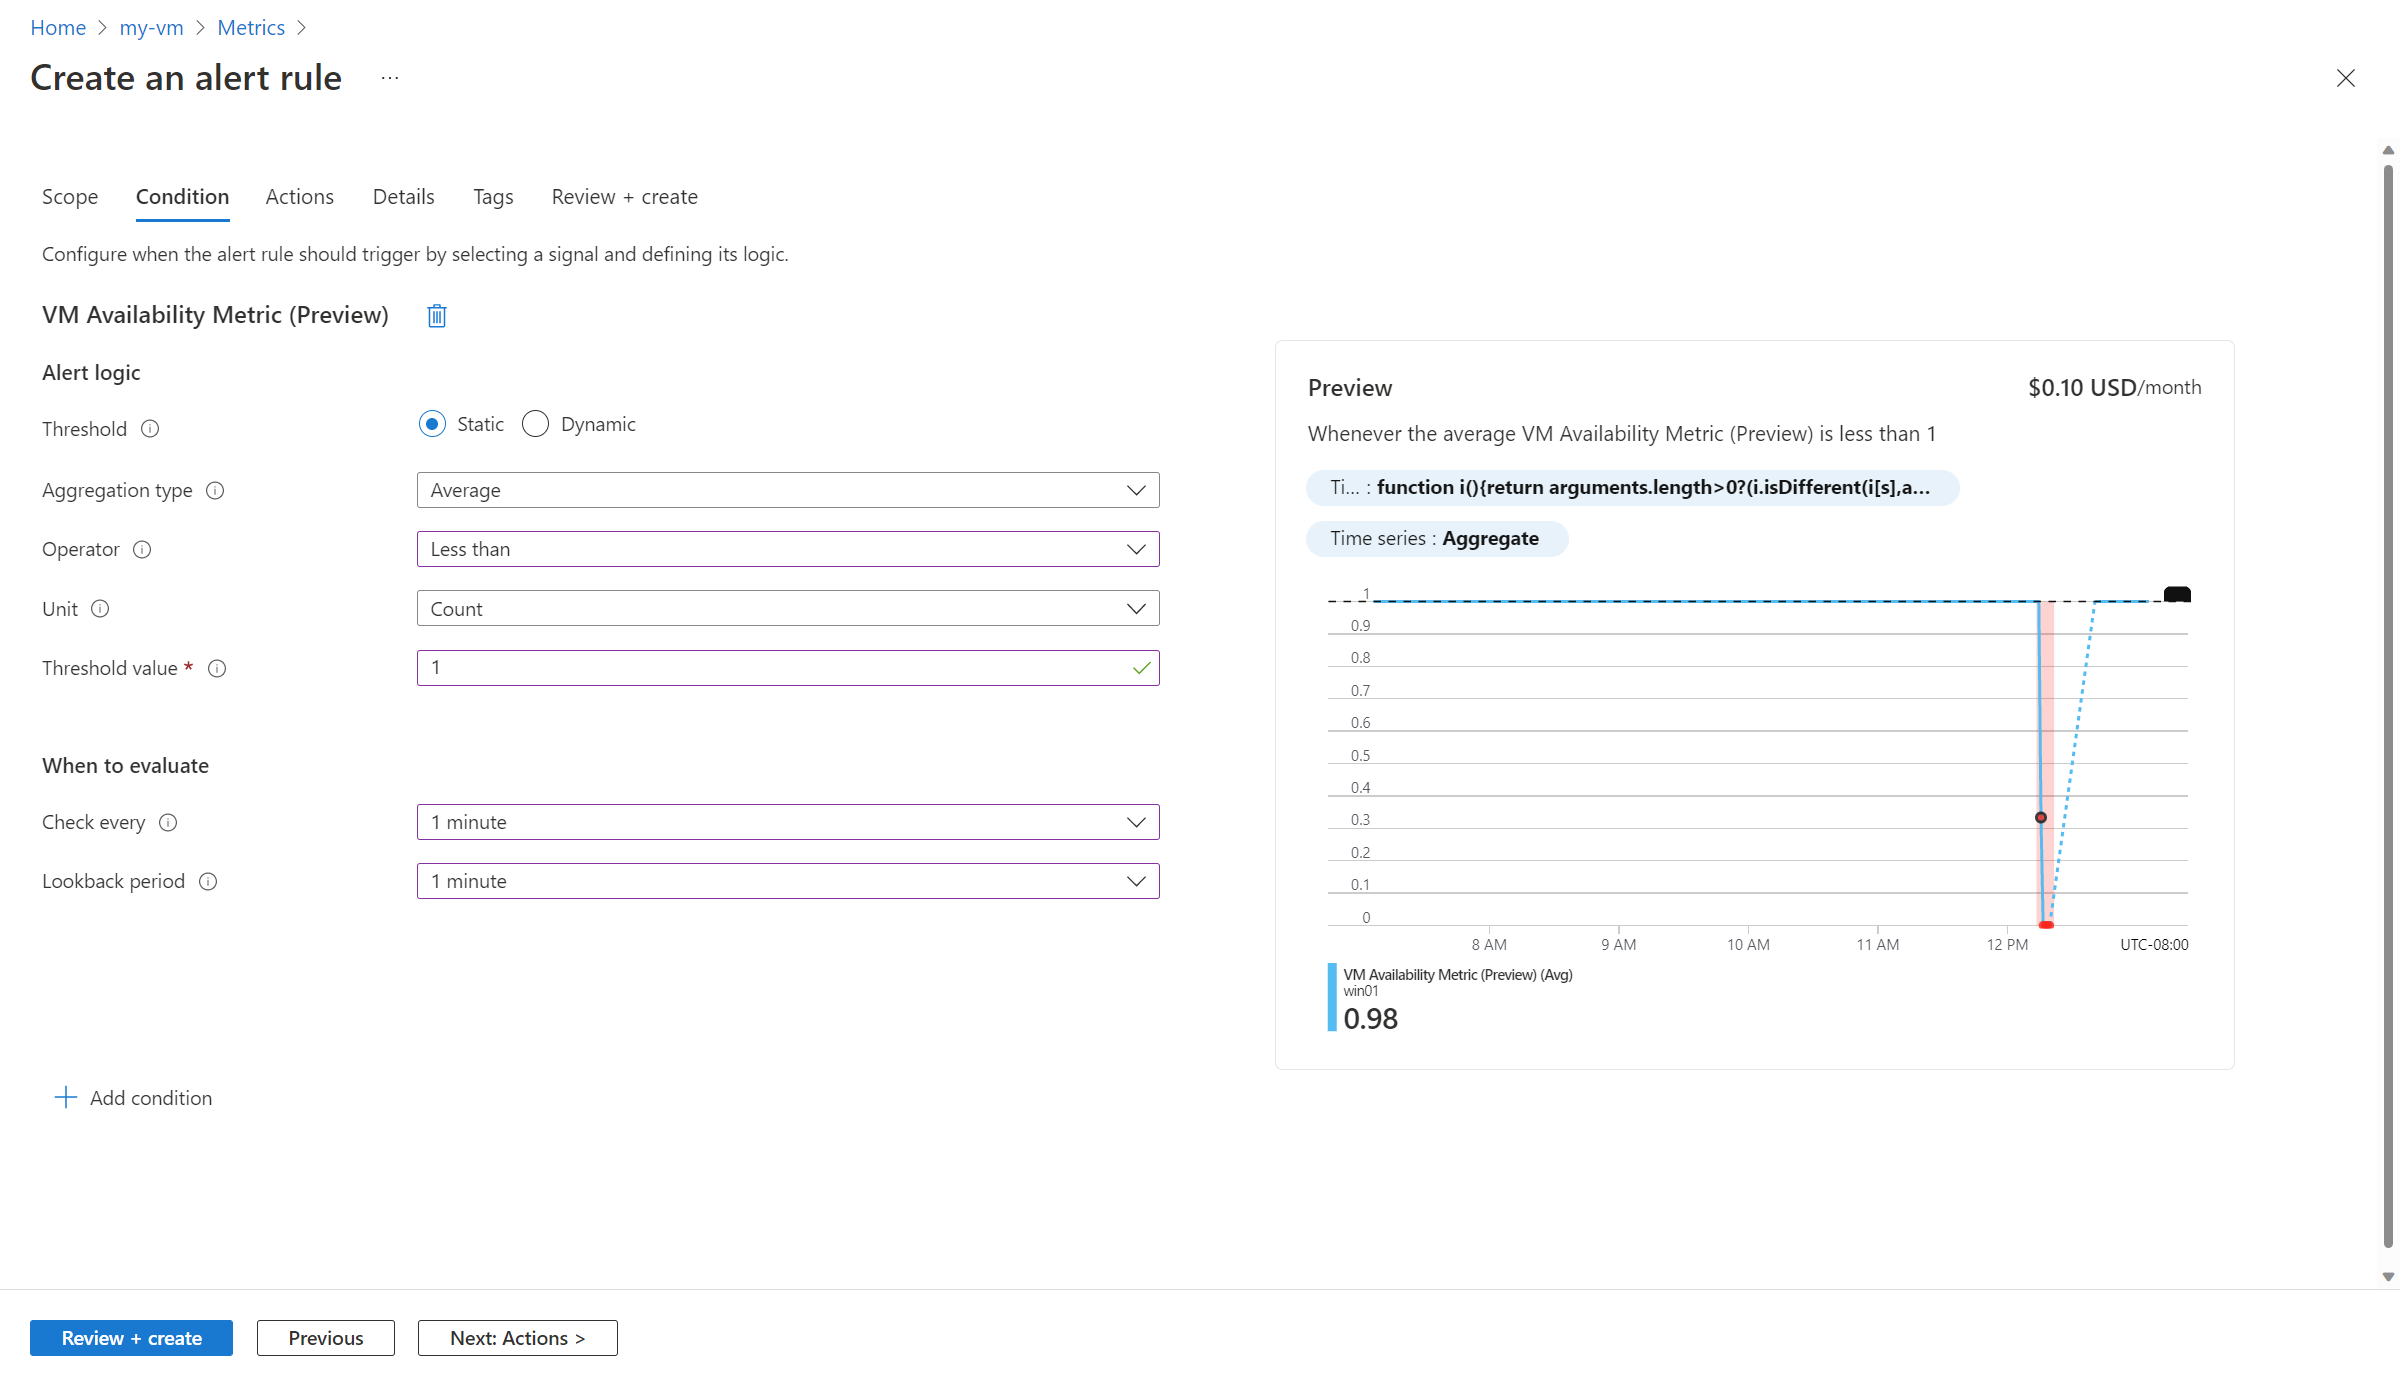 Home > my-vm > Metrics >
Create an alert rule ...
Scope Condition Actions Details Tags Review + create
Configure when the alert rule should trigger by selecting a signal and defining its logic.
VM Availability Metric (Preview)
Alert logic
Threshold Static Dynamic
Aggregation type Average
Operator Less than
Unit Count
Threshold value * 1
When to evaluate
Check every 1 minute
Lookback period 1 minute
Add condition
Preview $0.10 USD/month
Whenever the average VM Availability Metric (Preview) is less than 1
Ti... : function i(){return arguments.length>0?(i.isDifferent(i[s],a...
Time series : Aggregate
1
0.9
0.8
0.7
0.6
0.5
0.4
0.3
0.2
0.1
0
8 AM 9 AM 10 AM 11 AM 12 PM UTC-08:00
VM Availability Metric (Preview) (Avg)
win01
0.98
Review + create Previous Next: Actions >